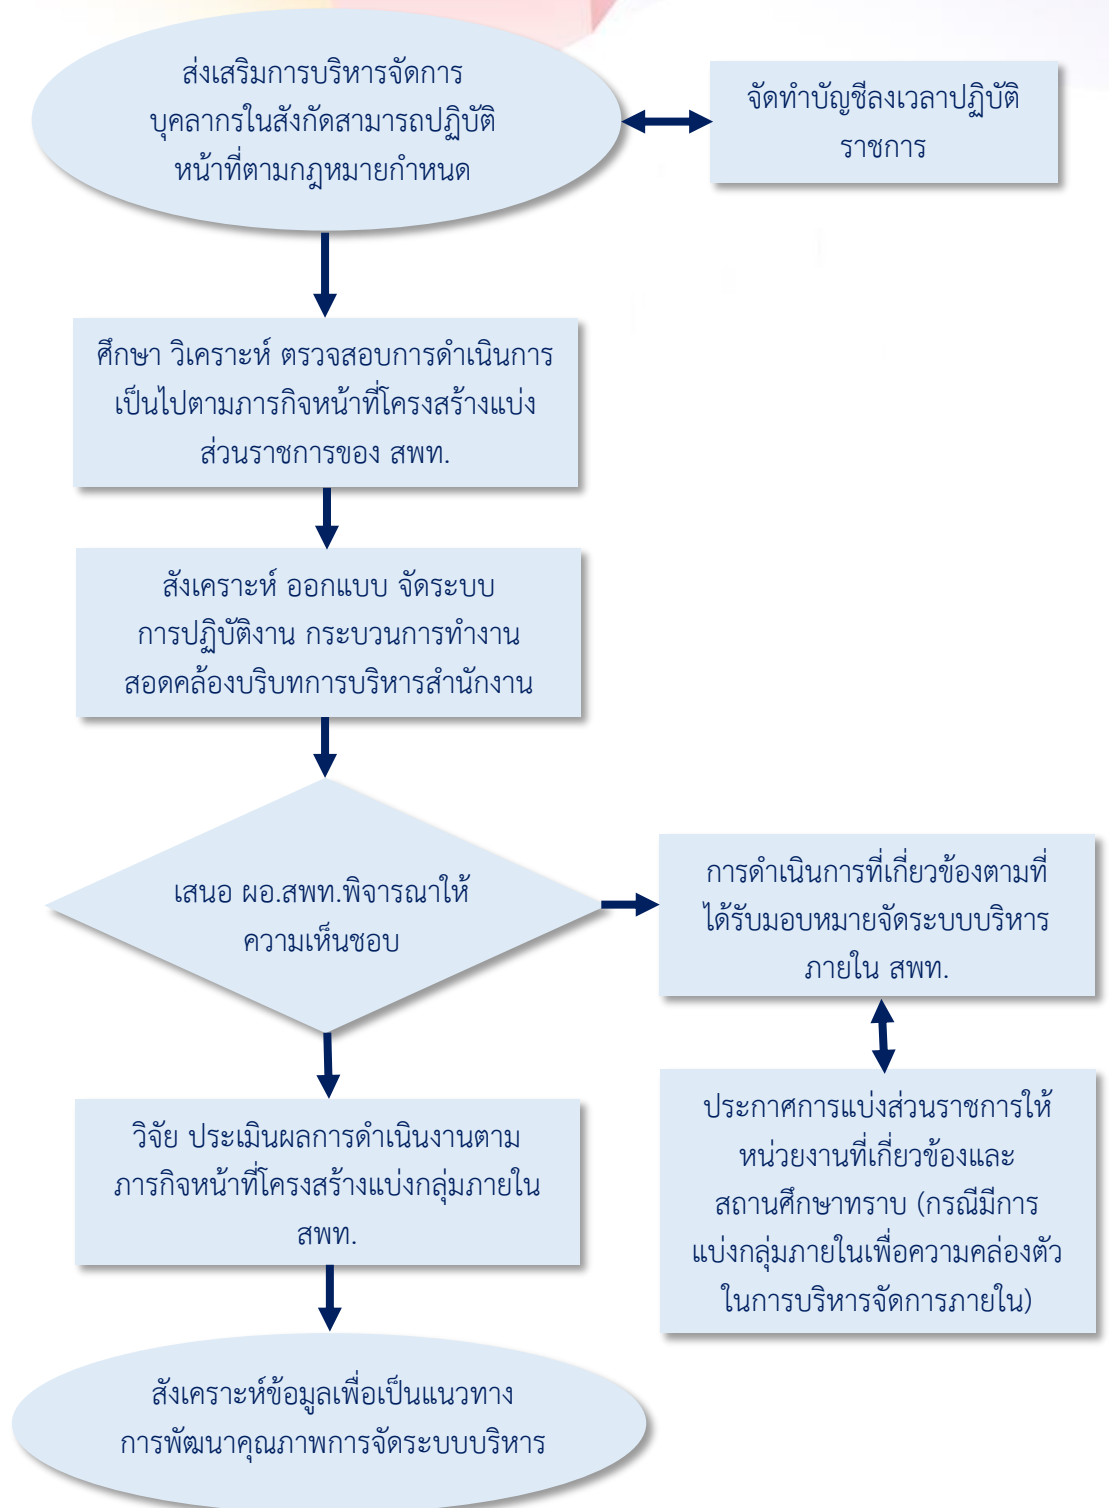 ส่งเสริมการบริหารจัดการ
บุคลากรในสังกัดสามารถปฏิบัติ
หน้าที่ตามกฎหมายกำหนด
จัดทำบัญชีลงเวลาปฏิบัติ
ราชการ
ศึกษา วิเคราะห์ ตรวจสอบการดำเนินการ
เป็นไปตามภารกิจหน้าที่โครงสร้างแบ่ง
ส่วนราชการของ สพท.
สังเคราะห์ ออกแบบ จัดระบบ
การปฏิบัติงาน กระบวนการทำงาน
สอดคล้องบริบทการบริหารสำนักงาน
เสนอ ผอ.สพท.พิจารณาให้
ความเห็นชอบ
การดำเนินการที่เกี่ยวข้องตามที่
ได้รับมอบหมายจัดระบบบริหาร
ภายใน สพท.
ประกาศการแบ่งส่วนราชการให้
หน่วยงานที่เกี่ยวข้องและ
สถานศึกษาทราบ (กรณีมีการ
แบ่งกลุ่มภายในเพื่อความคล่องตัว
ในการบริหารจัดการภายใน)
วิจัย ประเมินผลการดำเนินงานตาม
ภารกิจหน้าที่โครงสร้างแบ่งกลุ่มภายใน
สพท.
สังเคราะห์ข้อมูลเพื่อเป็นแนวทาง
การพัฒนาคุณภาพการจัดระบบบริหาร